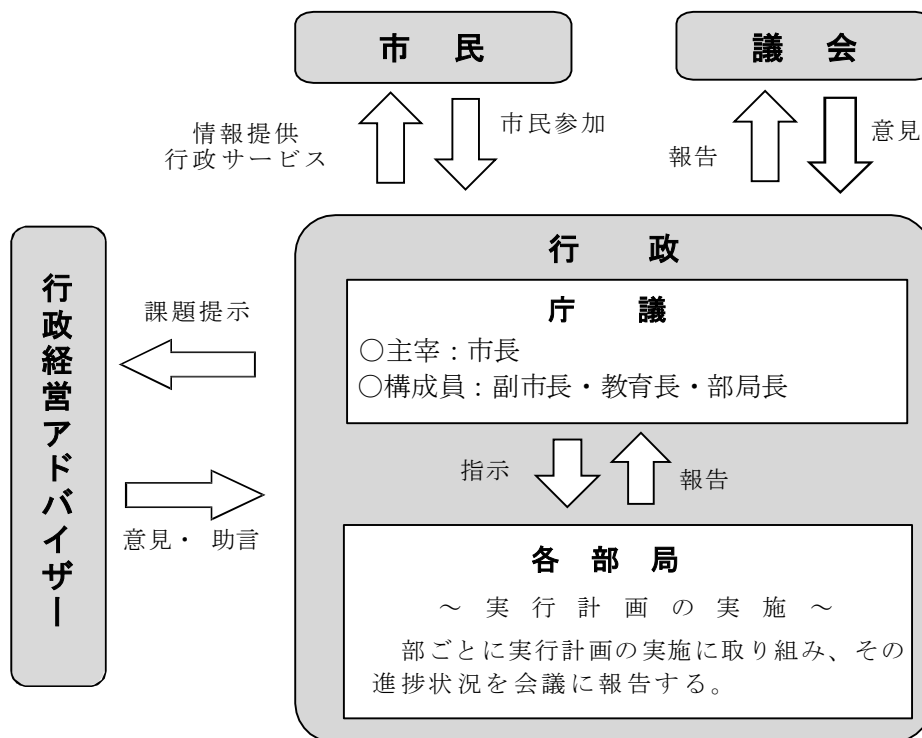 市　民
議　会
情報提供
行政サービス
市民参加
報告
意見
行政経営アドバイザー
課題提示
意見・ 助言
行　政
庁　議
○主宰：市長
○構成員：副市長・教育長・部局長
指示
報告
各 部 局
～ 実 行 計 画 の 実 施 ～
部ごとに実行計画の実施に取り組み、その
進捗状況を会議に報告する。